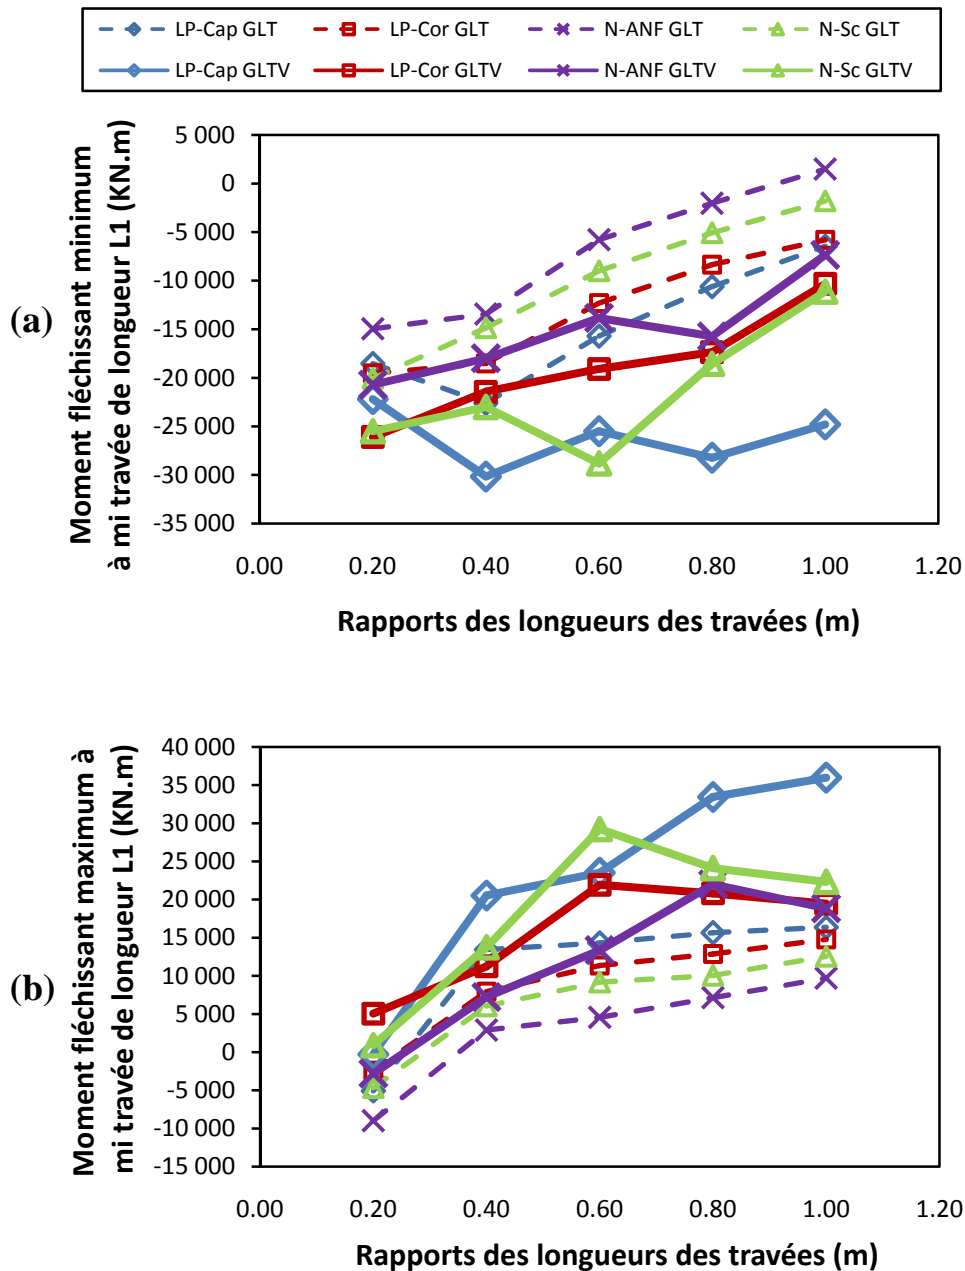 LP-Cap GLT LP-Cor GLT N-ANF GLT N-Sc GLT
LP-Cap GLTV LP-Cor GLTV N-ANF GLTV N-Sc GLTV
(a)
Moment fléchissant minimum
à mi travée de longueur L1 (KN.m)
5 000
0
-5 000
-10 000
-15 000
-20 000
-25 000
-30 000
-35 000
0.00 0.20 0.40 0.60 0.80 1.00 1.20
Rapports des longueurs des travées (m)
(b)
Moment fléchissant maximum à
mi travée de longueur L1 (KN.m)
40 000
35 000
30 000
25 000
20 000
15 000
10 000
5 000
0
-5 000
-10 000
-15 000
0.00 0.20 0.40 0.60 0.80 1.00 1.20
Rapports des longueurs des travées (m)